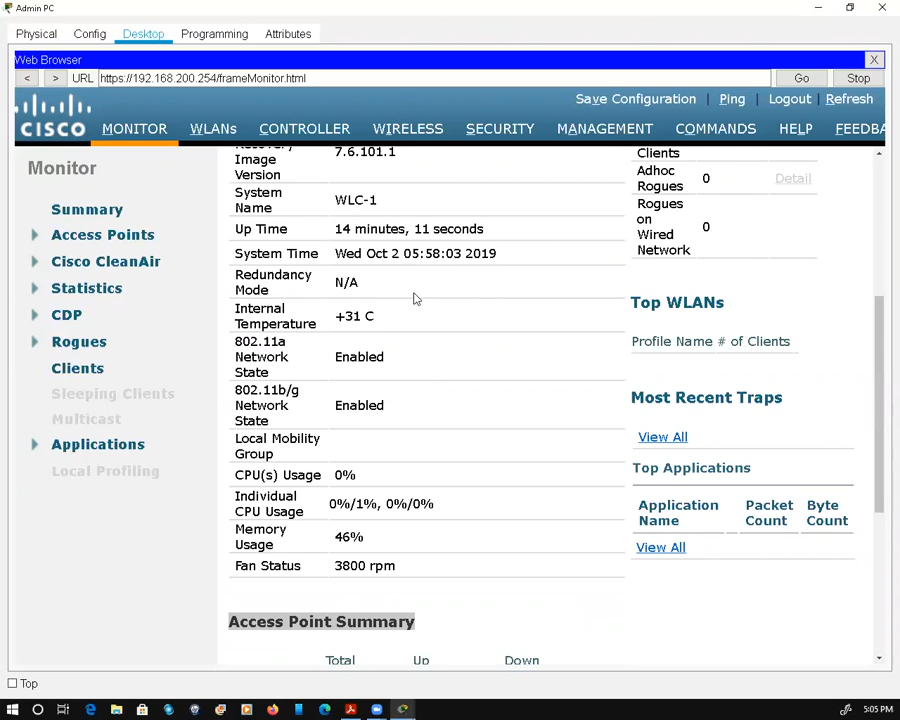 Admin PC
Physical Config Desktop Programming Attributes
Web Browser X
< > URL https://192.168.200.254/frameMonitor.html Go Stop
Save Configuration | Ping | Logout | Refresh
CISCO MONITOR WLANs CONTROLLER WIRELESS SECURITY MANAGEMENT COMMANDS HELP FEEDBA
Monitor
Summary
Access Points
Cisco CleanAir
Statistics
CDP
Rogues
Clients
Sleeping Clients
Multicast
Applications
Local Profiling
Recovery
Image
Version
7.6.101.1
System
Name
WLC-1
Up Time 14 minutes, 11 seconds
System Time Wed Oct 2 05:58:03 2019
Redundancy
Mode
N/A
Internal
Temperature
+31 C
802.11a
Network
State
Enabled
802.11b/g
Network
State
Enabled
Local Mobility
Group
CPU(s) Usage 0%
Individual
CPU Usage
0%/1%, 0%/0%
Memory
Usage
46%
Fan Status 3800 rpm
Access Point Summary
Total Up Down
Clients
Adhoc
Rogues
0 Detail
Rogues
on
Wired
Network
0
Top WLANs
Profile Name # of Clients
Most Recent Traps
View All
Top Applications
Application
Name
Packet
Count
Byte
Count
View All
Top
5:05 PM